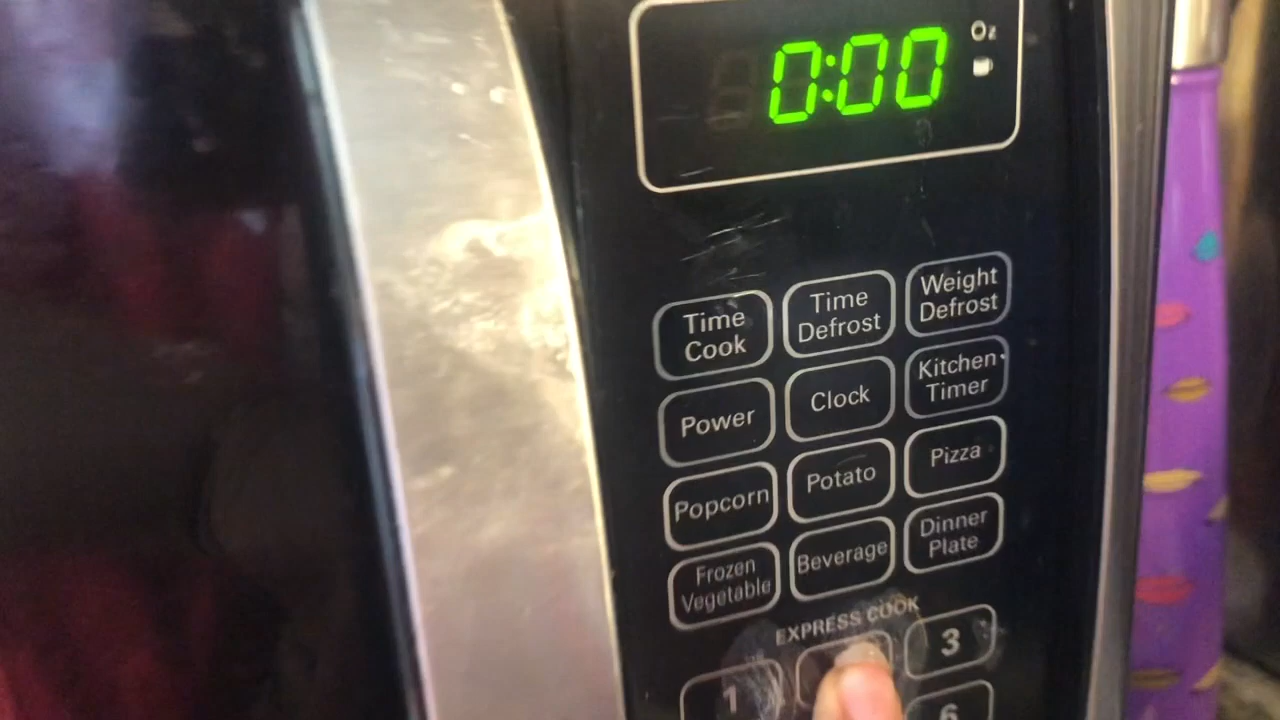 0:00
Oz
Time
Cook
Time
Defrost
Weight
Defrost
Power
Clock
Kitchen
Timer
Popcorn
Potato
Pizza
Frozen
Vegetable
Beverage
Dinner
Plate
EXPRESS COOK
1
3
6